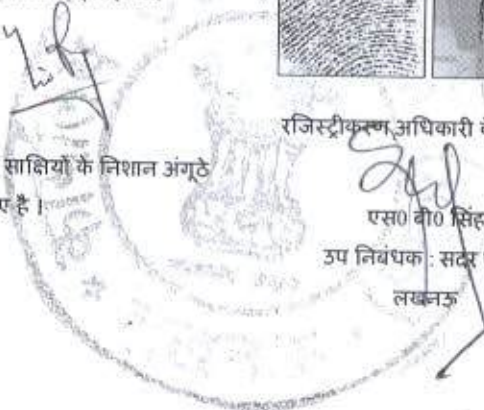 रजिस्ट्रीकरण अधिकारी के
साक्षियों के निशान अंगूठे
ए है ।
एस0 बी0 सिंह
उप निबंधक : सदर
लखनऊ